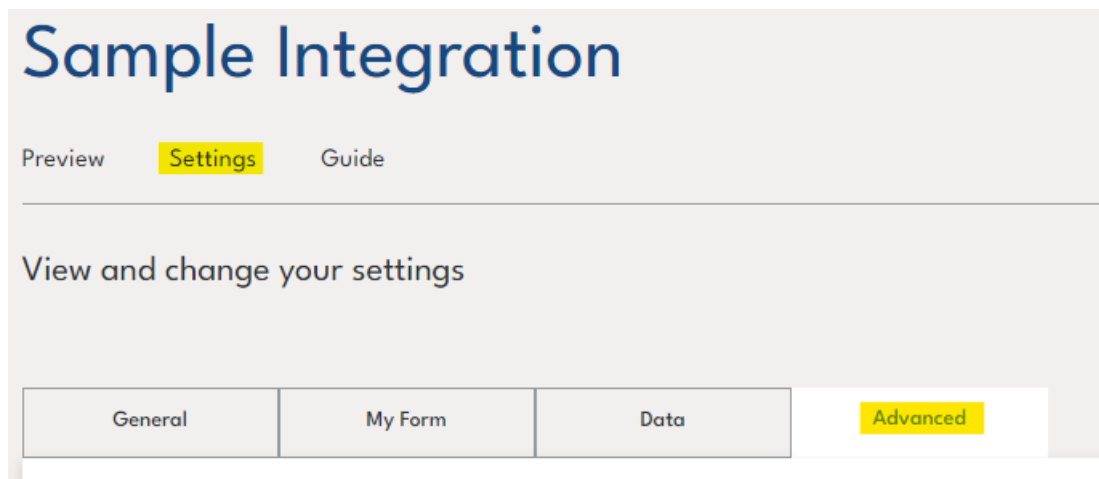 Sample Integration
Preview Settings Guide
View and change your settings
General My Form Data Advanced